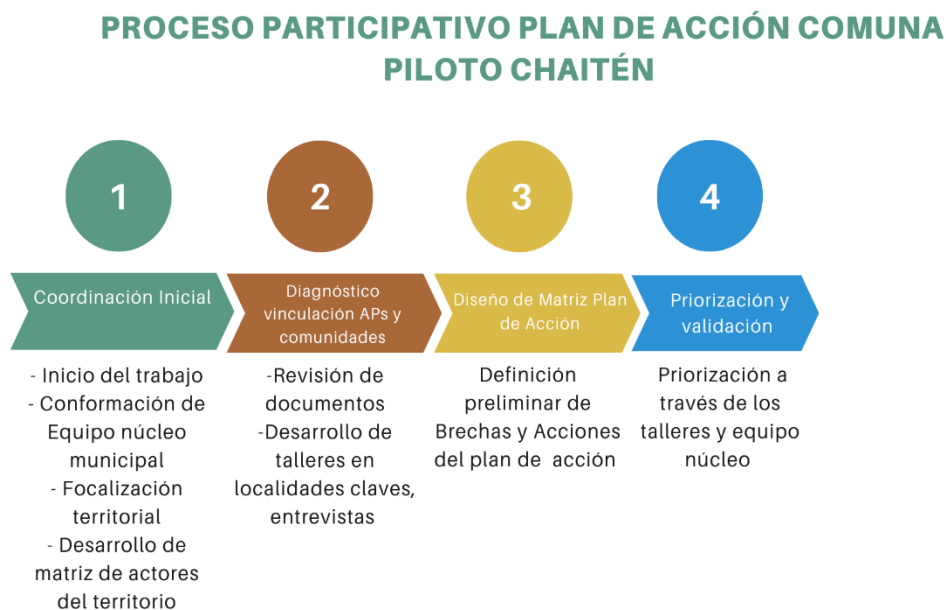 PROCESO PARTICIPATIVO PLAN DE ACCIÓN COMUNA
PILOTO CHAITÉN
1
2
3
4
Coordinación Inicial
Diagnóstico
vinculación APs y
comunidades
Diseño de Matriz Plan
de Acción
Priorización y
validación
- Inicio del trabajo
- Conformación de
Equipo núcleo
municipal
- Focalización
territorial
- Desarrollo de
matriz de actores
del territorio
-Revisión de
documentos
-Desarrollo de
talleres en
localidades claves,
entrevistas
Definición
preliminar de
Brechas y Acciones
del plan de acción
Priorización a
través de los
talleres y equipo
núcleo